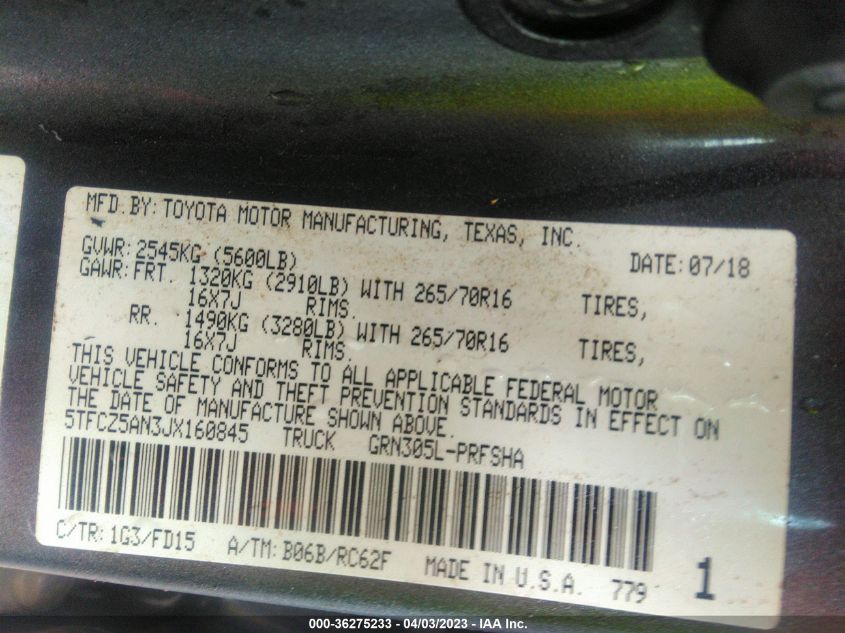 MFD.BY: TOYOTA MOTOR MANUFACTURING, TEXAS, INC.
GVWR: 2545KG (5600LB) DATE: 07/18
GAWR: FRT. 1320KG (2910LB) WITH 265/70R16 TIRES,
16X7J RIMS.
RR. 1490KG (3280LB) WITH 265/70R16 TIRES,
16X7J RIMS.
THIS VEHICLE CONFORMS TO ALL APPLICABLE FEDERAL MOTOR
VEHICLE SAFETY AND THEFT PREVENTION STANDARDS IN EFFECT ON
THE DATE OF MANUFACTURE SHOWN ABOVE.
5TFCZ5AN3JX160845 TRUCK GRN305L-PRFSHA
C/TR: 1G3/FD15 A/TM: B06B/RC62F MADE IN U.S.A. 779 1
000-36275233 - 04/03/2023 - IAA Inc.